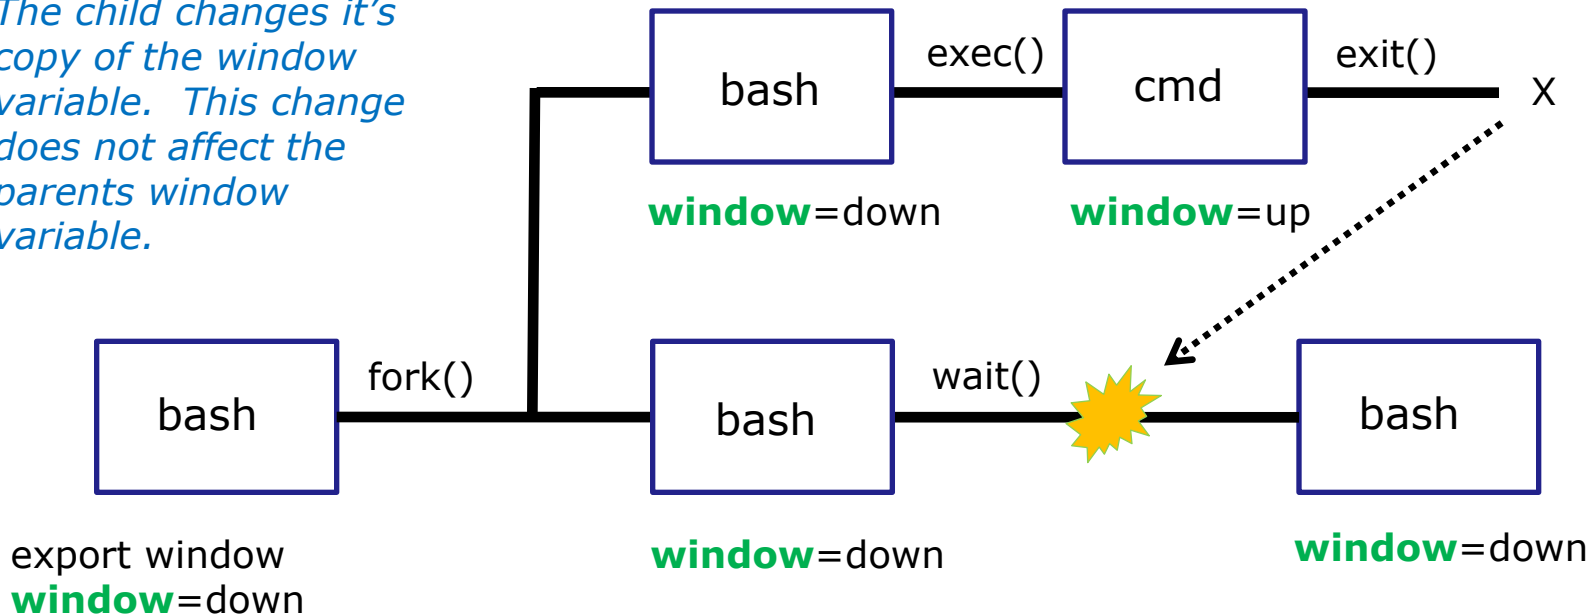 The child changes it's
copy of the window
variable. This change
does not affect the
parents window
variable.
bash
exec()
cmd
exit()
X
window=down
window=up
bash
fork()
bash
wait()
bash
export window
window=down
window=down
window=down